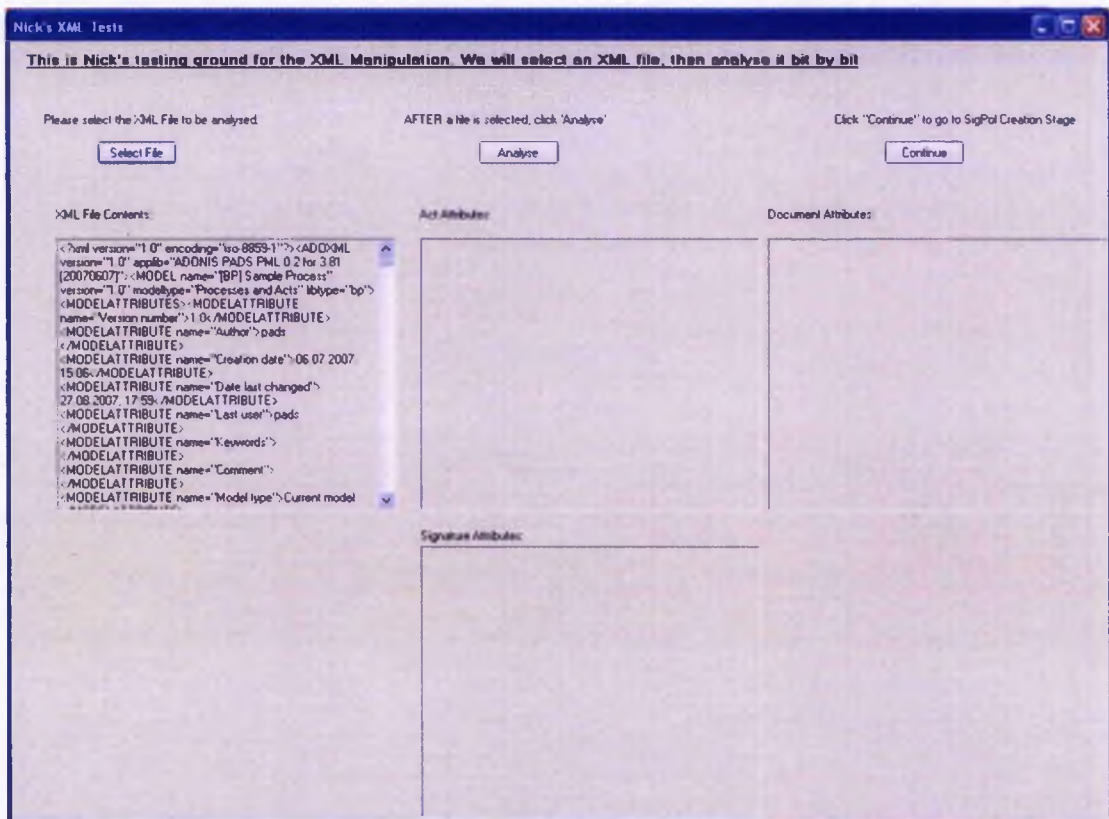 Nick's XML Tests
This is Nick's testing ground for the XML Manipulation. We will select an XML file, then analyse it bit by bit
Please select the XML File to be analysed.
AFTER a file is selected, click 'Analyse'
Click "Continue" to go to SigPol Creation Stage
Select File
Analyse
Continue
XML File Contents:
Act Attributes:
Document Attributes:
<?xml version="1.0" encoding="iso-8859-1"?><ADOXML
version="1.0" applib="ADONIS PADS PML 0.2 for 3.81
[20070607]"><MODEL name="[BP] Sample Process"
version="1.0" modeltype="Processes and Acts" libtype="bp">
<MODELATTRIBUTES><MODELATTRIBUTE
name="Version number">1.0</MODELATTRIBUTE>
<MODELATTRIBUTE name="Author">pads
</MODELATTRIBUTE>
<MODELATTRIBUTE name="Creation date">06.07.2007,
15:06</MODELATTRIBUTE>
<MODELATTRIBUTE name="Date last changed">
27.08.2007, 17:59</MODELATTRIBUTE>
<MODELATTRIBUTE name="Last user">pads
</MODELATTRIBUTE>
<MODELATTRIBUTE name="Keywords">
</MODELATTRIBUTE>
<MODELATTRIBUTE name="Comment">
</MODELATTRIBUTE>
<MODELATTRIBUTE name="Model type">Current model
Signature Attributes: